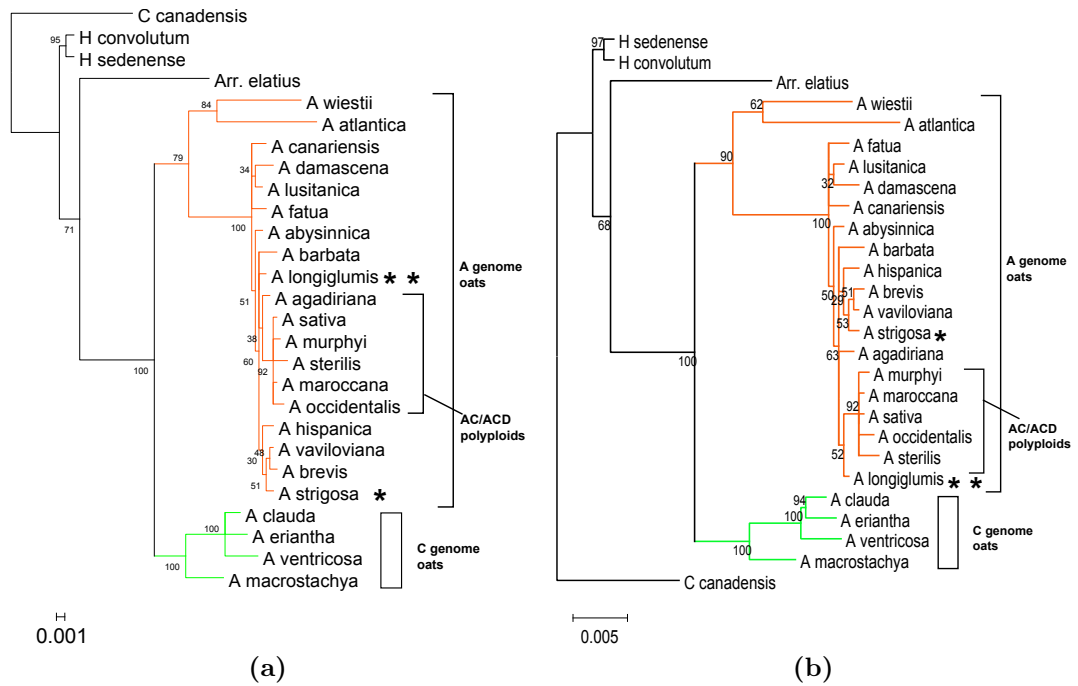 C canadensis
95
H convolutum
H sedenense
71
Arr. elatius
84
A wiestii
A atlantica
79
A canariensis
34
A damascena
A lusitanica
A fatua
100
A abysinnica
A barbata
A longiglumis * *
51
A agadiriana
A sativa
38
A murphyi
60
A sterilis
92
A maroccana
100
A occidentalis
A hispanica
48
A vaviloviana
30
A brevis
51
A strigosa *
A clauda
100
A eriantha
A ventricosa
100
A macrostachya
A genome
oats
AC/ACD
polyploids
C genome
oats
0.001
(a)
97
H sedenense
H convolutum
68
Arr. elatius
62
A wiestii
A atlantica
90
A fatua
A lusitanica
32
A damascena
A canariensis
100
A abysinnica
A barbata
A hispanica
50
29
51
A brevis
A vaviloviana
53
A strigosa *
63
A agadiriana
100
A murphyi
A maroccana
92
A sativa
A occidentalis
52
A sterilis
A longiglumis * *
94
A clauda
100
A eriantha
A ventricosa
100
A macrostachya
C canadensis
A genome
oats
AC/ACD
polyploids
C genome
oats
0.005
(b)